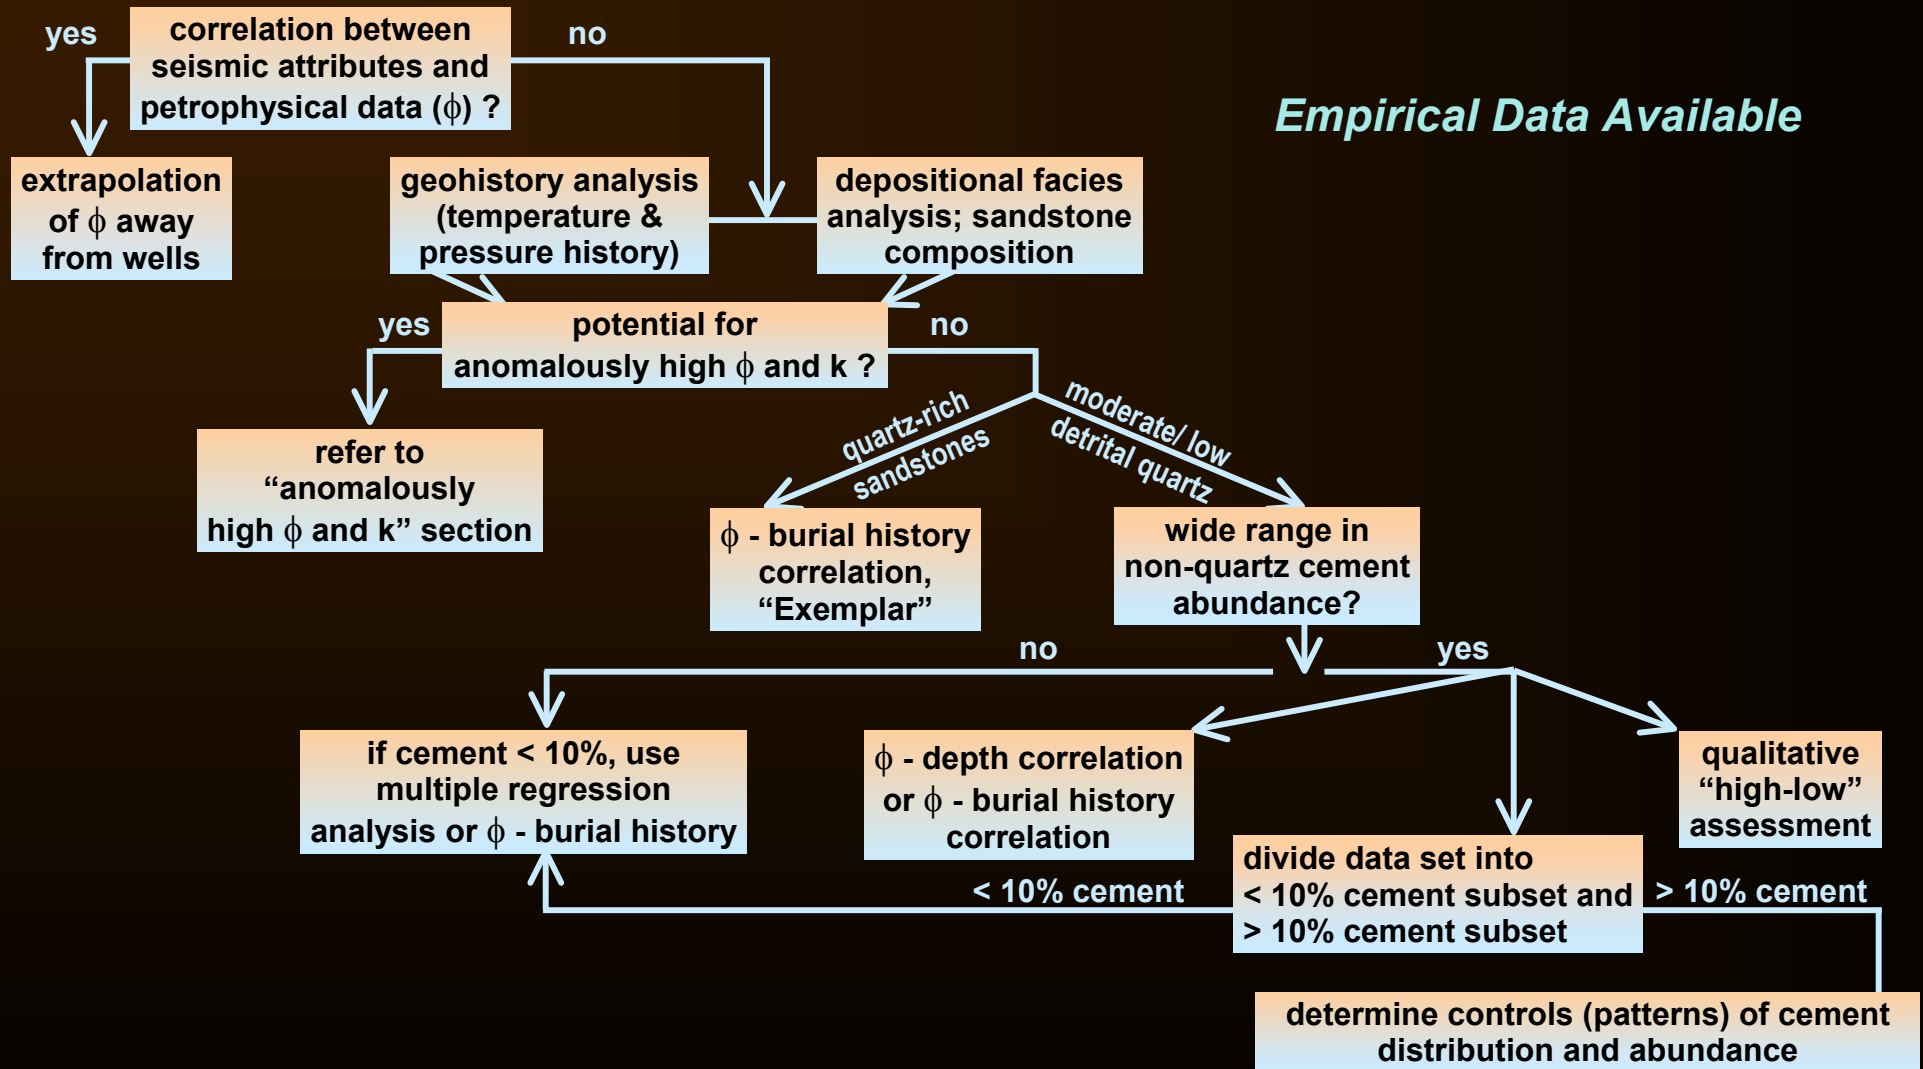 yes
correlation between
seismic attributes and
petrophysical data (ϕ) ?
no
Empirical Data Available
extrapolation
of ϕ away
from wells
geohistory analysis
(temperature &
pressure history)
depositional facies
analysis; sandstone
composition
yes
potential for
anomalously high ϕ and k ?
no
refer to
“anomalously
high ϕ and k” section
quartz-rich
sandstones
moderate/ low
detrital quartz
ϕ - burial history
correlation,
“Exemplar”
wide range in
non-quartz cement
abundance?
no
yes
if cement < 10%, use
multiple regression
analysis or ϕ - burial history
ϕ - depth correlation
or ϕ - burial history
correlation
qualitative
“high-low”
assessment
divide data set into
< 10% cement subset and
> 10% cement subset
< 10% cement
> 10% cement
determine controls (patterns) of cement
distribution and abundance